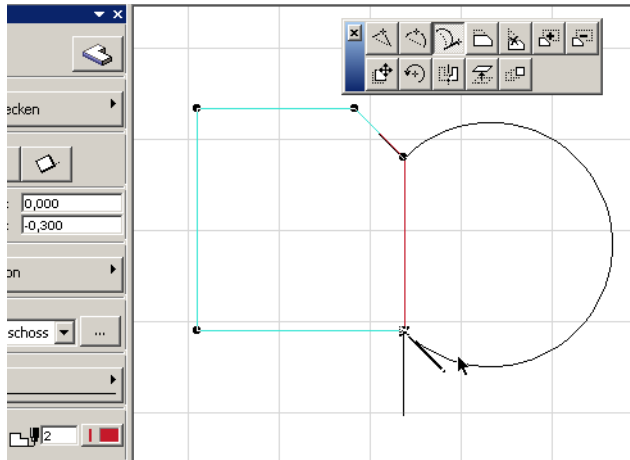 ecken
: 0,000
: -0,300
on
schoss
...
2